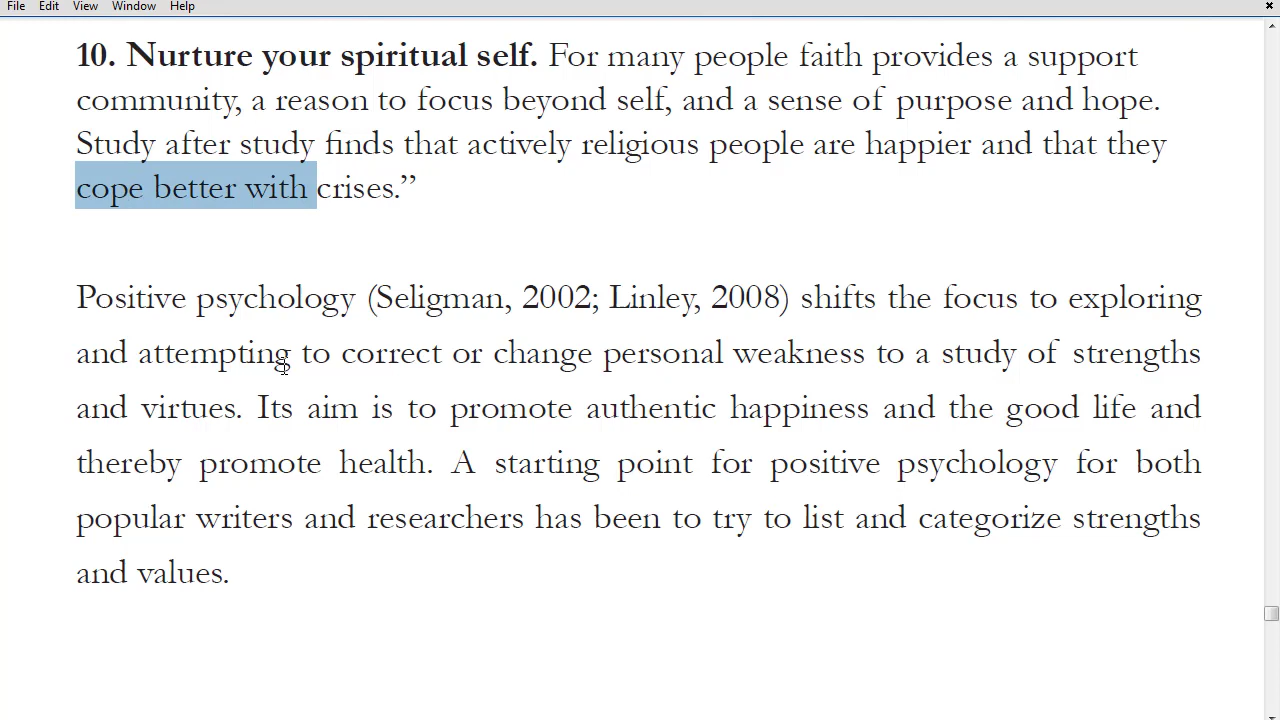 File Edit View Window Help
10. Nurture your spiritual self. For many people faith provides a support
community, a reason to focus beyond self, and a sense of purpose and hope.
Study after study finds that actively religious people are happier and that they
cope better with crises.”
Positive psychology (Seligman, 2002; Linley, 2008) shifts the focus to exploring
and attempting to correct or change personal weakness to a study of strengths
and virtues. Its aim is to promote authentic happiness and the good life and
thereby promote health. A starting point for positive psychology for both
popular writers and researchers has been to try to list and categorize strengths
and values.